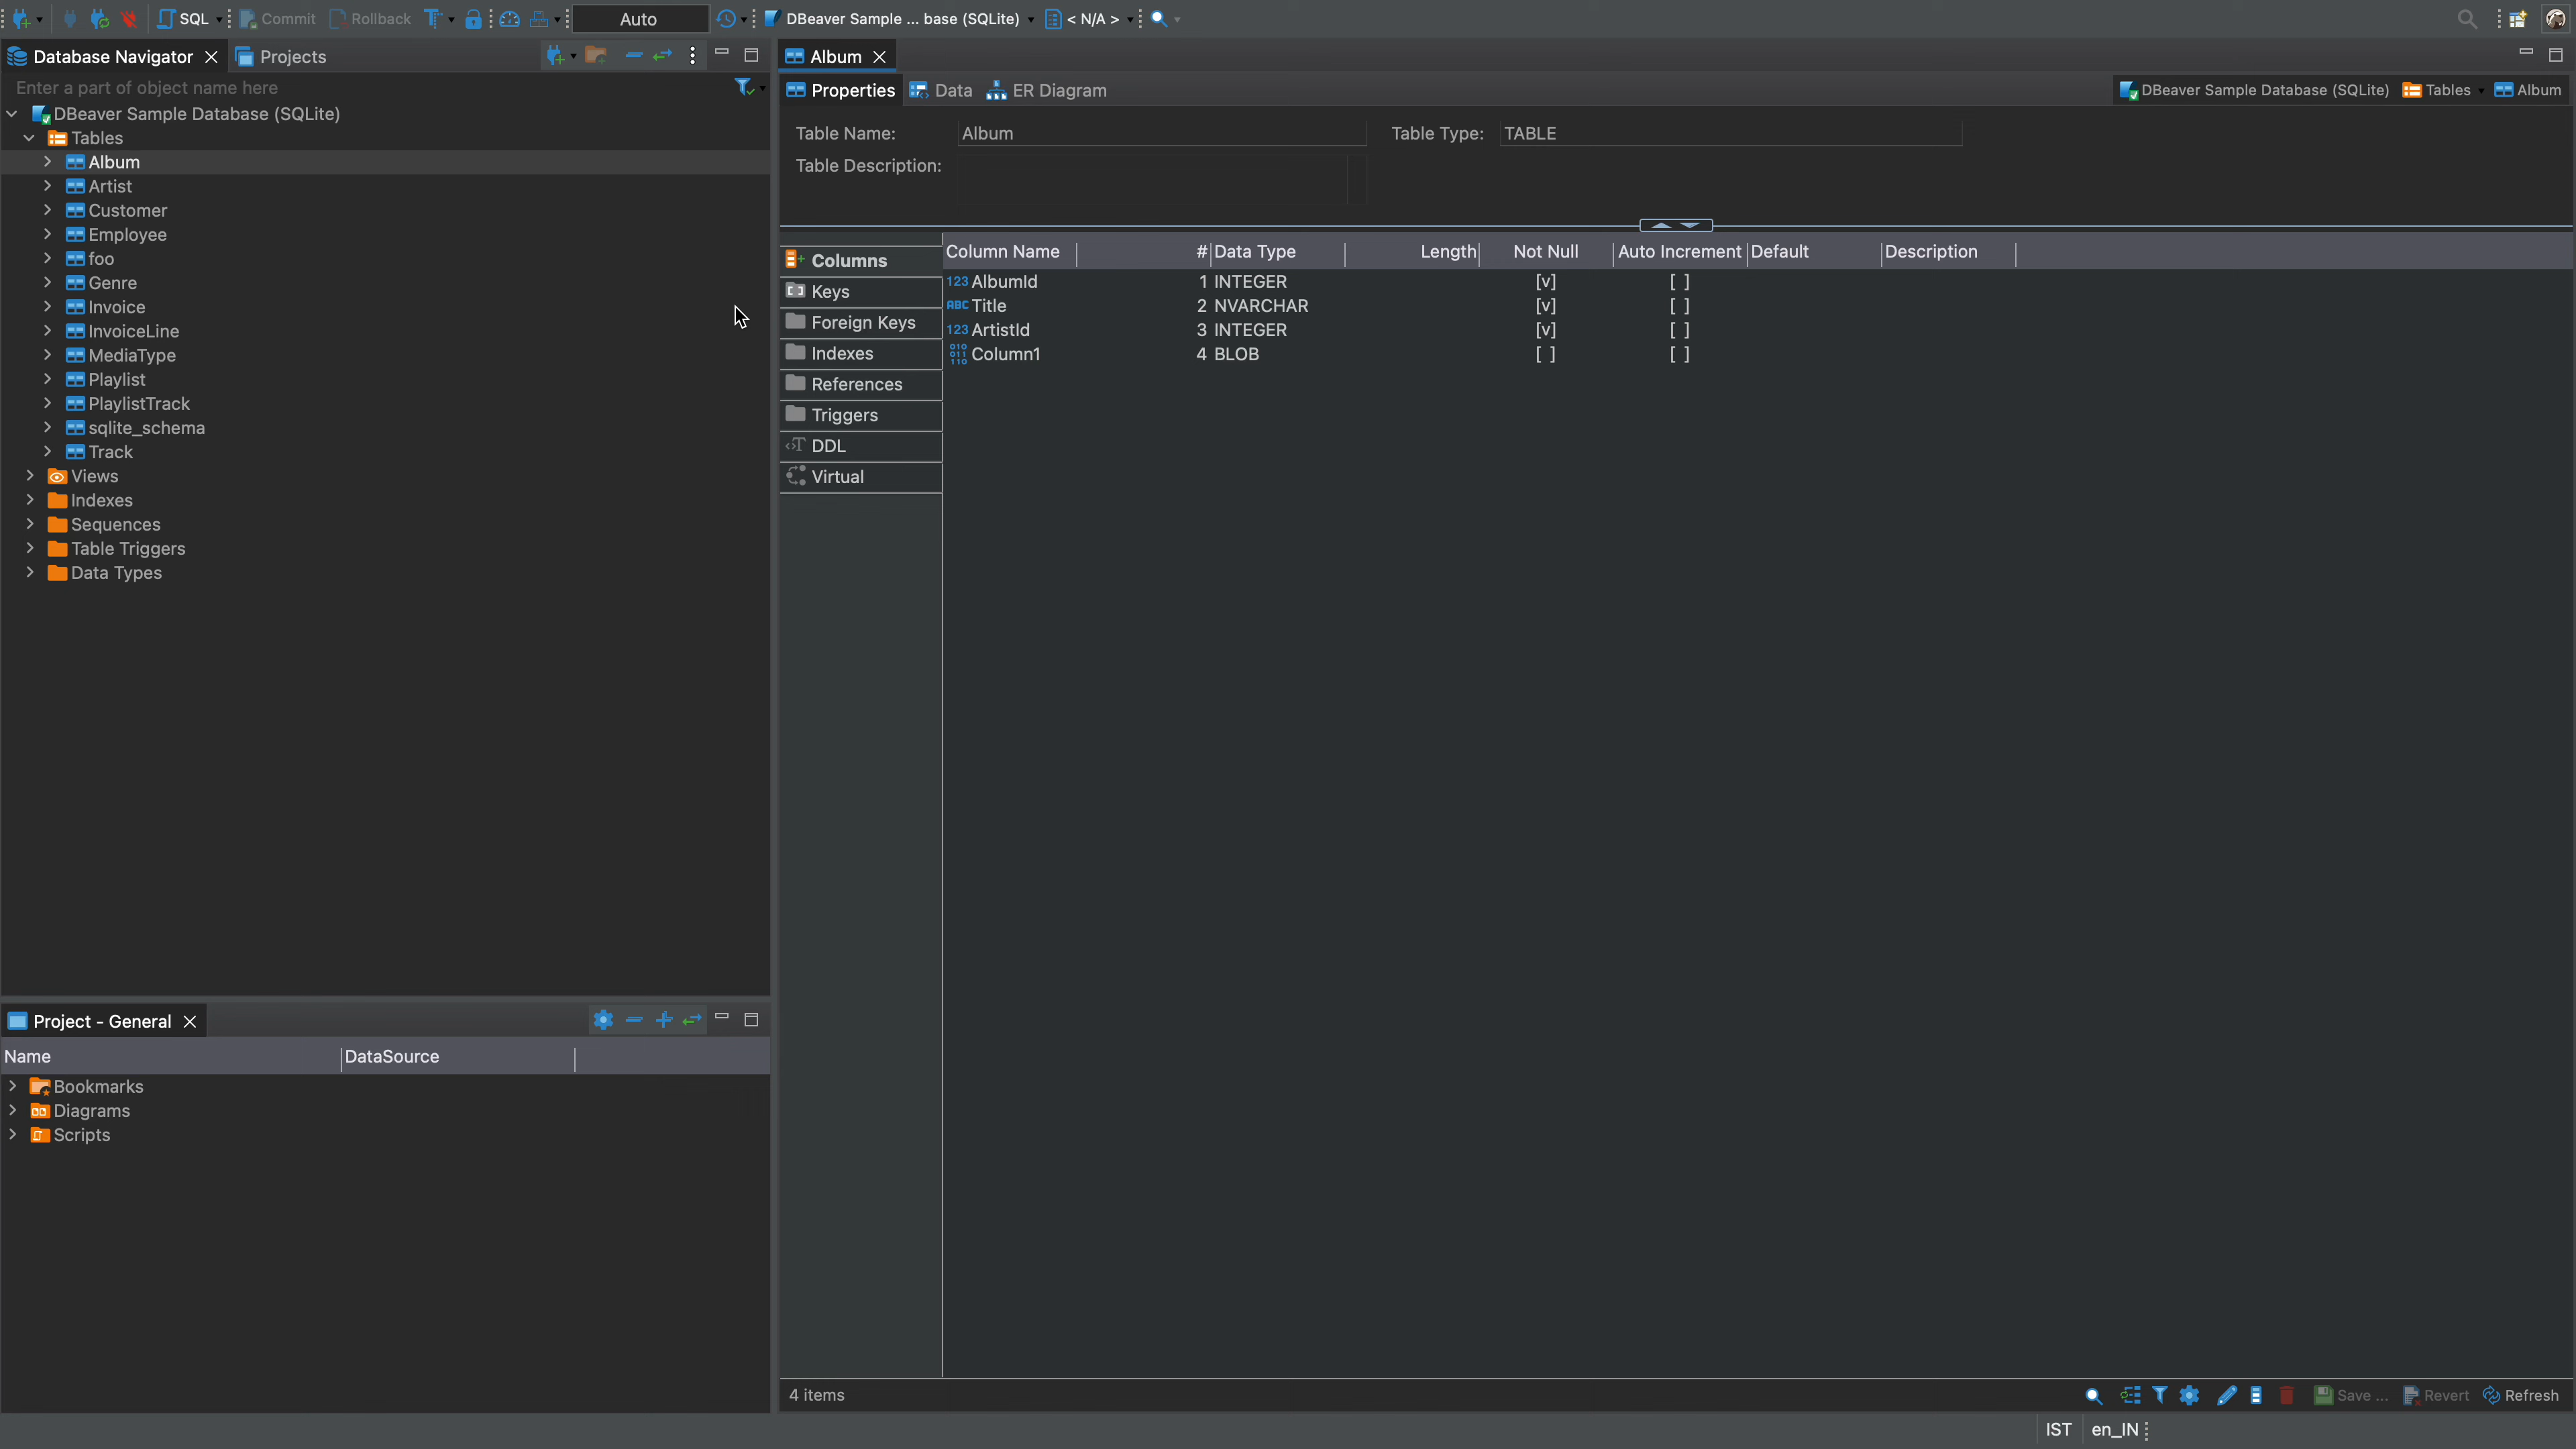 SQL Commit Rollback Auto DBeaver Sample ... base (SQLite) < N/A >
Database Navigator Projects
Enter a part of object name here
DBeaver Sample Database (SQLite)
Tables
Album
Artist
Customer
Employee
foo
Genre
Invoice
InvoiceLine
MediaType
Playlist
PlaylistTrack
sqlite_schema
Track
Views
Indexes
Sequences
Table Triggers
Data Types
Project - General
Name DataSource
Bookmarks
Diagrams
Scripts
Album
Properties Data ER Diagram DBeaver Sample Database (SQLite) Tables Album
Table Name: Album Table Type: TABLE
Table Description:
Columns
Keys
Foreign Keys
Indexes
References
Triggers
DDL
Virtual
Column Name # Data Type Length Not Null Auto Increment Default Description
123 AlbumId 1 INTEGER [v] [ ]
ABC Title 2 NVARCHAR [v] [ ]
123 ArtistId 3 INTEGER [v] [ ]
Column1 4 BLOB [ ] [ ]
4 items Save ... Revert Refresh
IST en_IN